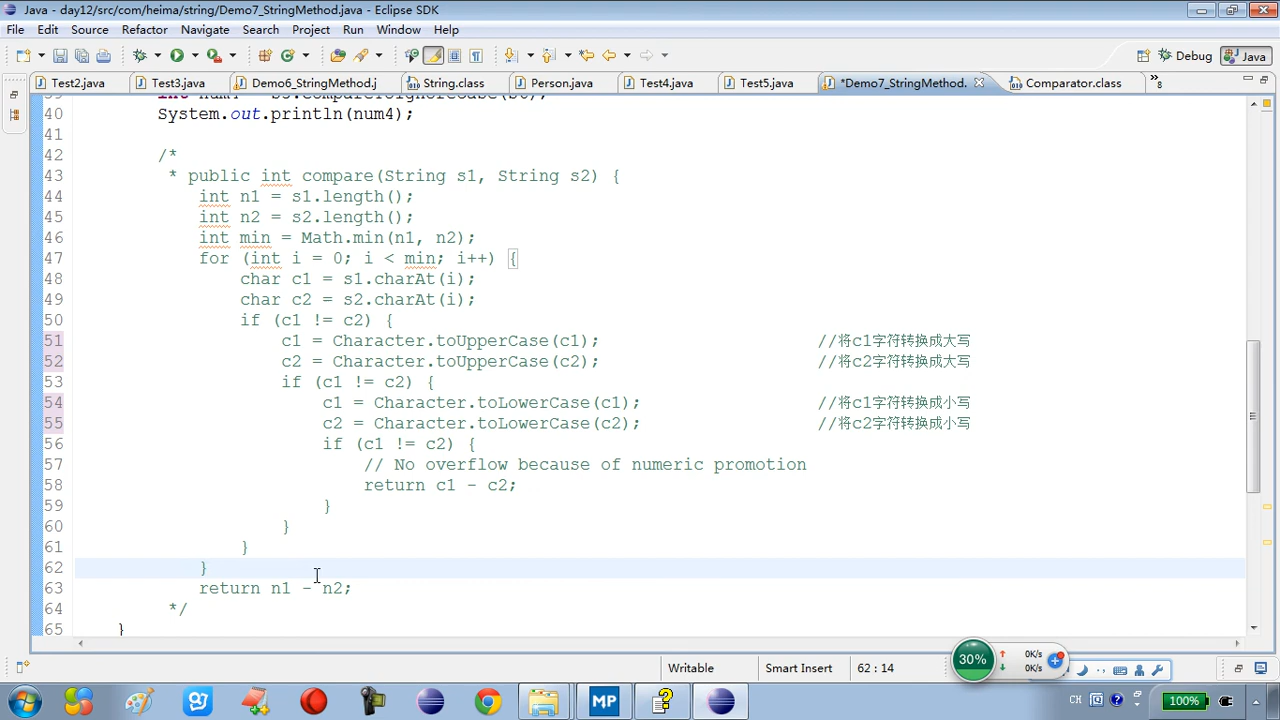 Java - day12/src/com/heima/string/Demo7_StringMethod.java - Eclipse SDK
File Edit Source Refactor Navigate Search Project Run Window Help
Debug Java
Test2.java Test3.java Demo6_StringMethod.j String.class Person.java Test4.java Test5.java *Demo7_StringMethod. Comparator.class »8
40 System.out.println(num4);
41
42 /*
43 * public int compare(String s1, String s2) {
44 int n1 = s1.length();
45 int n2 = s2.length();
46 int min = Math.min(n1, n2);
47 for (int i = 0; i < min; i++) {
48 char c1 = s1.charAt(i);
49 char c2 = s2.charAt(i);
50 if (c1 != c2) {
51 c1 = Character.toUpperCase(c1); //将c1字符转换成大写
52 c2 = Character.toUpperCase(c2); //将c2字符转换成大写
53 if (c1 != c2) {
54 c1 = Character.toLowerCase(c1); //将c1字符转换成小写
55 c2 = Character.toLowerCase(c2); //将c2字符转换成小写
56 if (c1 != c2) {
57 // No overflow because of numeric promotion
58 return c1 - c2;
59 }
60 }
61 }
62 }
63 return n1 - n2;
64 */
65 }
Writable Smart Insert 62 : 14
30% 0K/s
0K/s
MP CH 100%